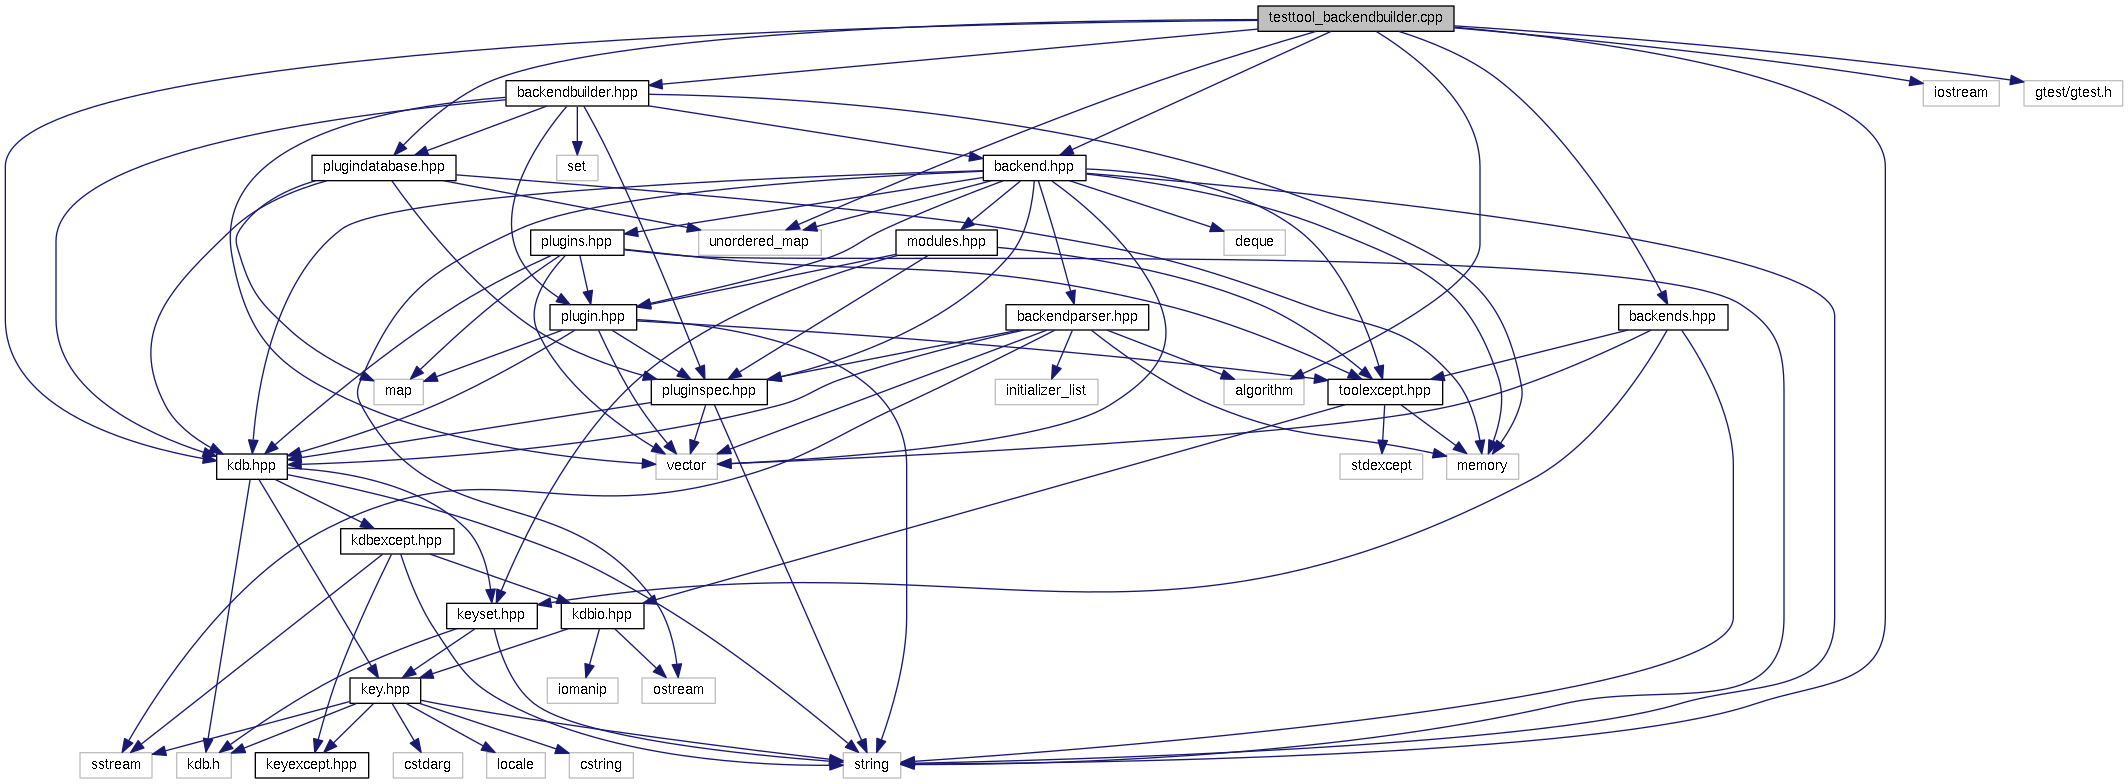 testtool_backendbuilder.cpp
backendbuilder.hpp
iostream
gtest/gtest.h
plugindatabase.hpp
set
backend.hpp
plugins.hpp
unordered_map
modules.hpp
deque
plugin.hpp
backendparser.hpp
backends.hpp
map
pluginspec.hpp
initializer_list
algorithm
toolexcept.hpp
kdb.hpp
vector
stdexcept
memory
kdbexcept.hpp
keyset.hpp
kdbio.hpp
key.hpp
iomanip
ostream
sstream
kdb.h
keyexcept.hpp
cstdarg
locale
cstring
string